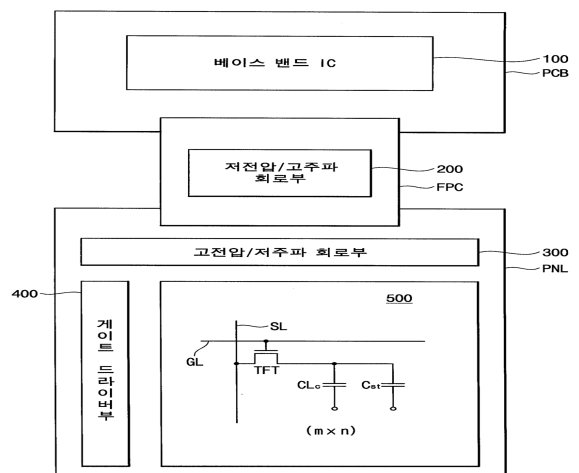 베이스 밴드 IC
100
PCB
저전압/고주파
회로부
200
FPC
고전압/저주파 회로부
300
PNL
400
게이트 드라이버부
500
SL
GL
TFT
CLc
Cst
(m×n)